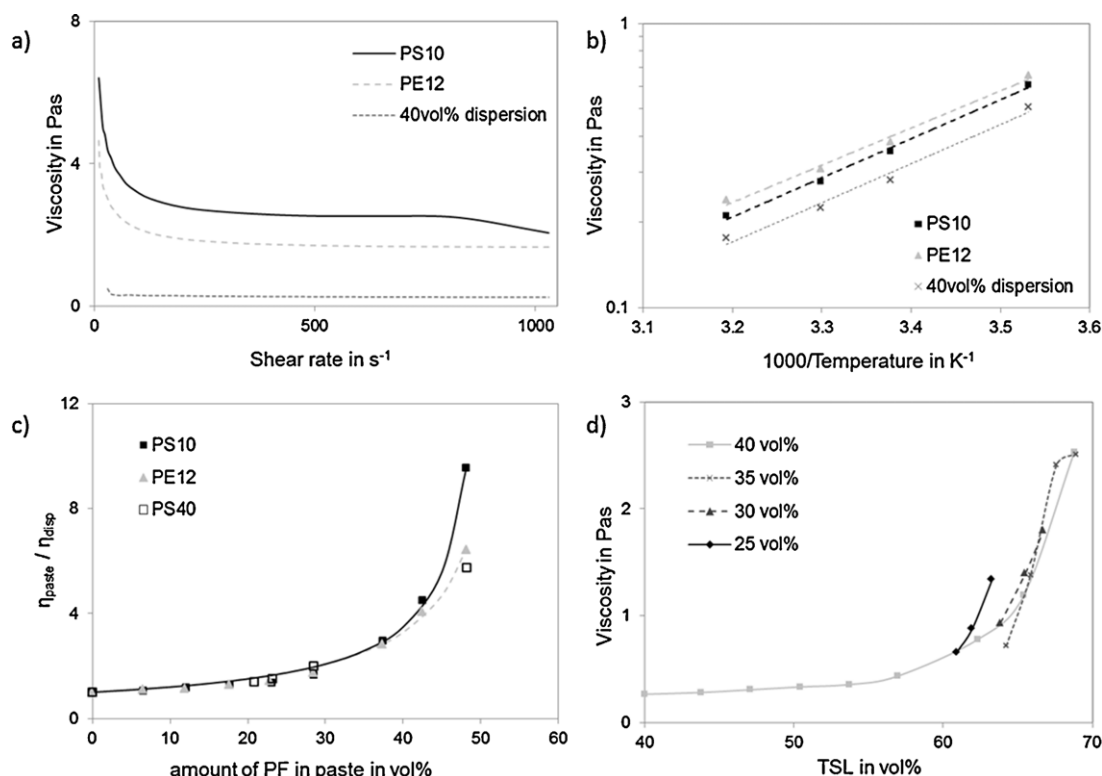 a)
8
4
0
Viscosity in Pas
PS10
PE12
40vol% dispersion
0
500
1000
Shear rate in s⁻¹
b)
1
0.1
Viscosity in Pas
PS10
PE12
40vol% dispersion
3.1
3.2
3.3
3.4
3.5
3.6
1000/Temperature in K⁻¹
c)
12
8
4
0
ηpaste / ηdisp
PS10
PE12
PS40
0
10
20
30
40
50
60
amount of PF in paste in vol%
d)
3
2
1
0
Viscosity in Pas
40 vol%
35 vol%
30 vol%
25 vol%
40
50
60
70
TSL in vol%